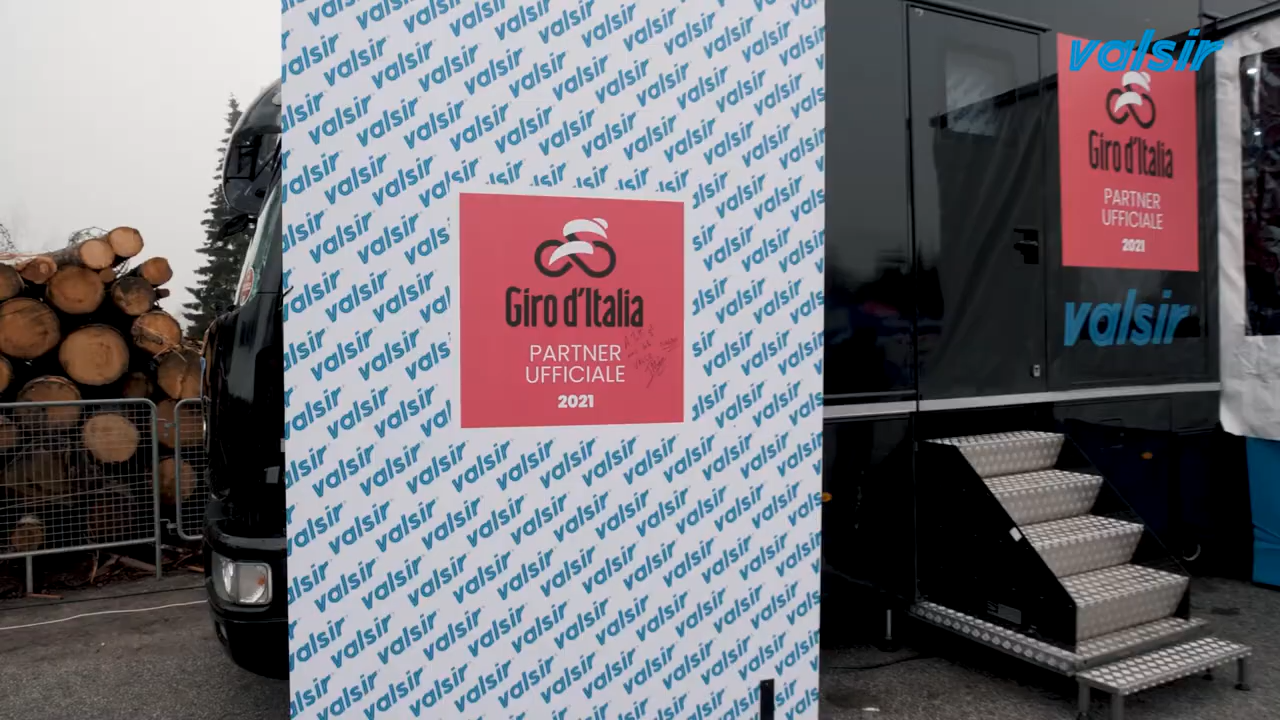 valsir
Giro d'Italia
PARTNER
UFFICIALE
2021
Giro d'Italia
PARTNER
UFFICIALE
2021
valsir
valsir